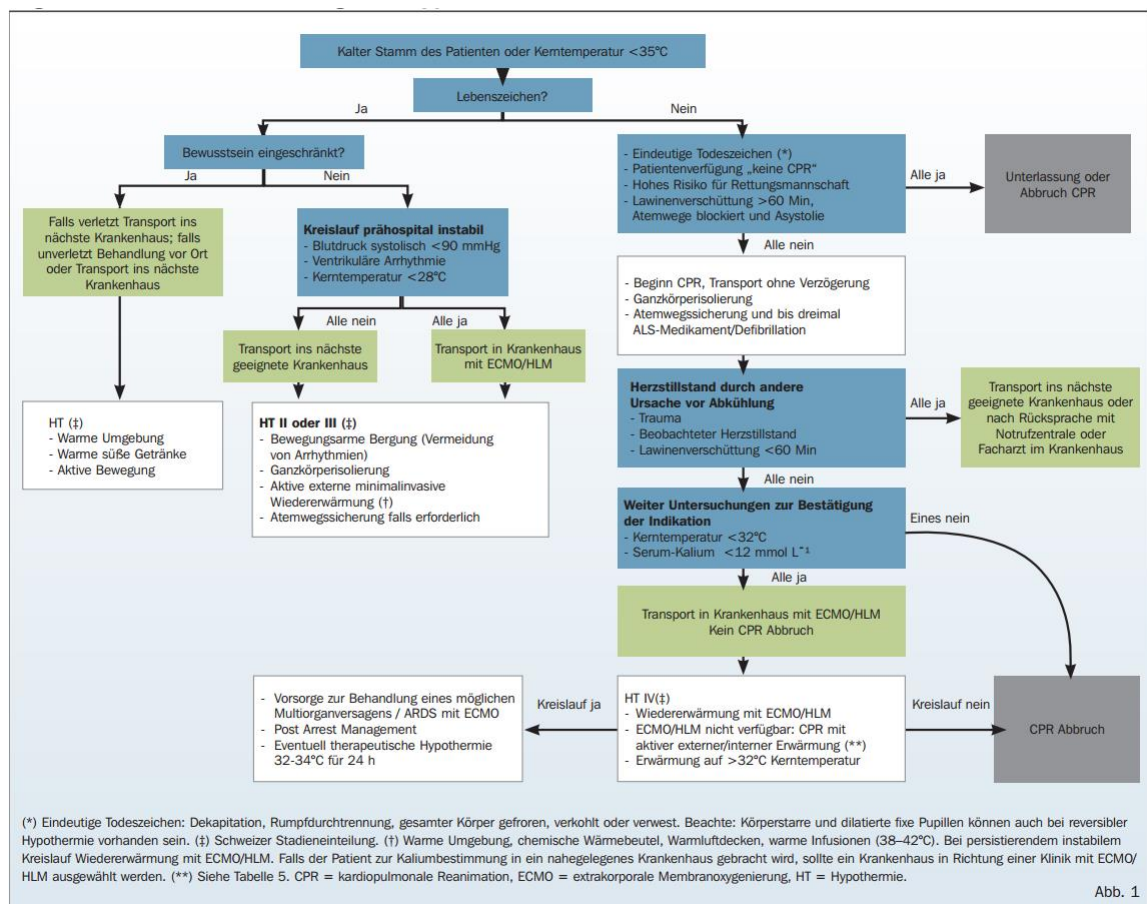 Kalter Stamm des Patienten oder Kerntemperatur <35°C
Lebenszeichen?
Ja
Nein
Bewusstsein eingeschränkt?
Ja
Nein
Falls verletzt Transport ins
nächste Krankenhaus; falls
unverletzt Behandlung vor Ort
oder Transport ins nächste
Krankenhaus
Kreislauf prähospital instabil
- Blutdruck systolisch <90 mmHg
- Ventrikuläre Arrhythmie
- Kerntemperatur <28°C
Alle nein
Alle ja
Transport ins nächste
geeignete Krankenhaus
Transport in Krankenhaus
mit ECMO/HLM
HT (‡)
- Warme Umgebung
- Warme süße Getränke
- Aktive Bewegung
HT II oder III (‡)
- Bewegungsarme Bergung (Vermeidung
von Arrhythmien)
- Ganzkörperisolierung
- Aktive externe minimalinvasive
Wiedererwärmung (†)
- Atemwegssicherung falls erforderlich
- Eindeutige Todeszeichen (*)
- Patientenverfügung „keine CPR“
- Hohes Risiko für Rettungsmannschaft
- Lawinenverschüttung >60 Min,
Atemwege blockiert und Asystolie
Alle ja
Unterlassung oder
Abbruch CPR
Alle nein
- Beginn CPR, Transport ohne Verzögerung
- Ganzkörperisolierung
- Atemwegssicherung und bis dreimal
ALS-Medikament/Defibrillation
Herzstillstand durch andere
Ursache vor Abkühlung
- Trauma
- Beobachteter Herzstillstand
- Lawinenverschüttung <60 Min
Alle ja
Transport ins nächste
geeignete Krankenhaus oder
nach Rücksprache mit
Notrufzentrale oder
Facharzt im Krankenhaus
Alle nein
Weiter Untersuchungen zur Bestätigung
der Indikation
- Kerntemperatur <32°C
- Serum-Kalium <12 mmol L⁻¹
Eines nein
Alle ja
Transport in Krankenhaus mit ECMO/HLM
Kein CPR Abbruch
HT IV(‡)
- Wiedererwärmung mit ECMO/HLM
- ECMO/HLM nicht verfügbar: CPR mit
aktiver externer/interner Erwärmung (**)
- Erwärmung auf >32°C Kerntemperatur
Kreislauf ja
- Vorsorge zur Behandlung eines möglichen
Multiorganversagens / ARDS mit ECMO
- Post Arrest Management
- Eventuell therapeutische Hypothermie
32-34°C für 24 h
Kreislauf nein
CPR Abbruch
(*) Eindeutige Todeszeichen: Dekapitation, Rumpfdurchtrennung, gesamter Körper gefroren, verkohlt oder verwest. Beachte: Körperstarre und dilatierte fixe Pupillen können auch bei reversibler
Hypothermie vorhanden sein. (‡) Schweizer Stadieneinteilung. (†) Warme Umgebung, chemische Wärmebeutel, Warmluftdecken, warme Infusionen (38–42°C). Bei persistierendem instabilem
Kreislauf Wiedererwärmung mit ECMO/HLM. Falls der Patient zur Kaliumbestimmung in ein nahegelegenes Krankenhaus gebracht wird, sollte ein Krankenhaus in Richtung einer Klinik mit ECMO/
HLM ausgewählt werden. (**) Siehe Tabelle 5. CPR = kardiopulmonale Reanimation, ECMO = extrakorporale Membranoxygenierung, HT = Hypothermie.
Abb. 1